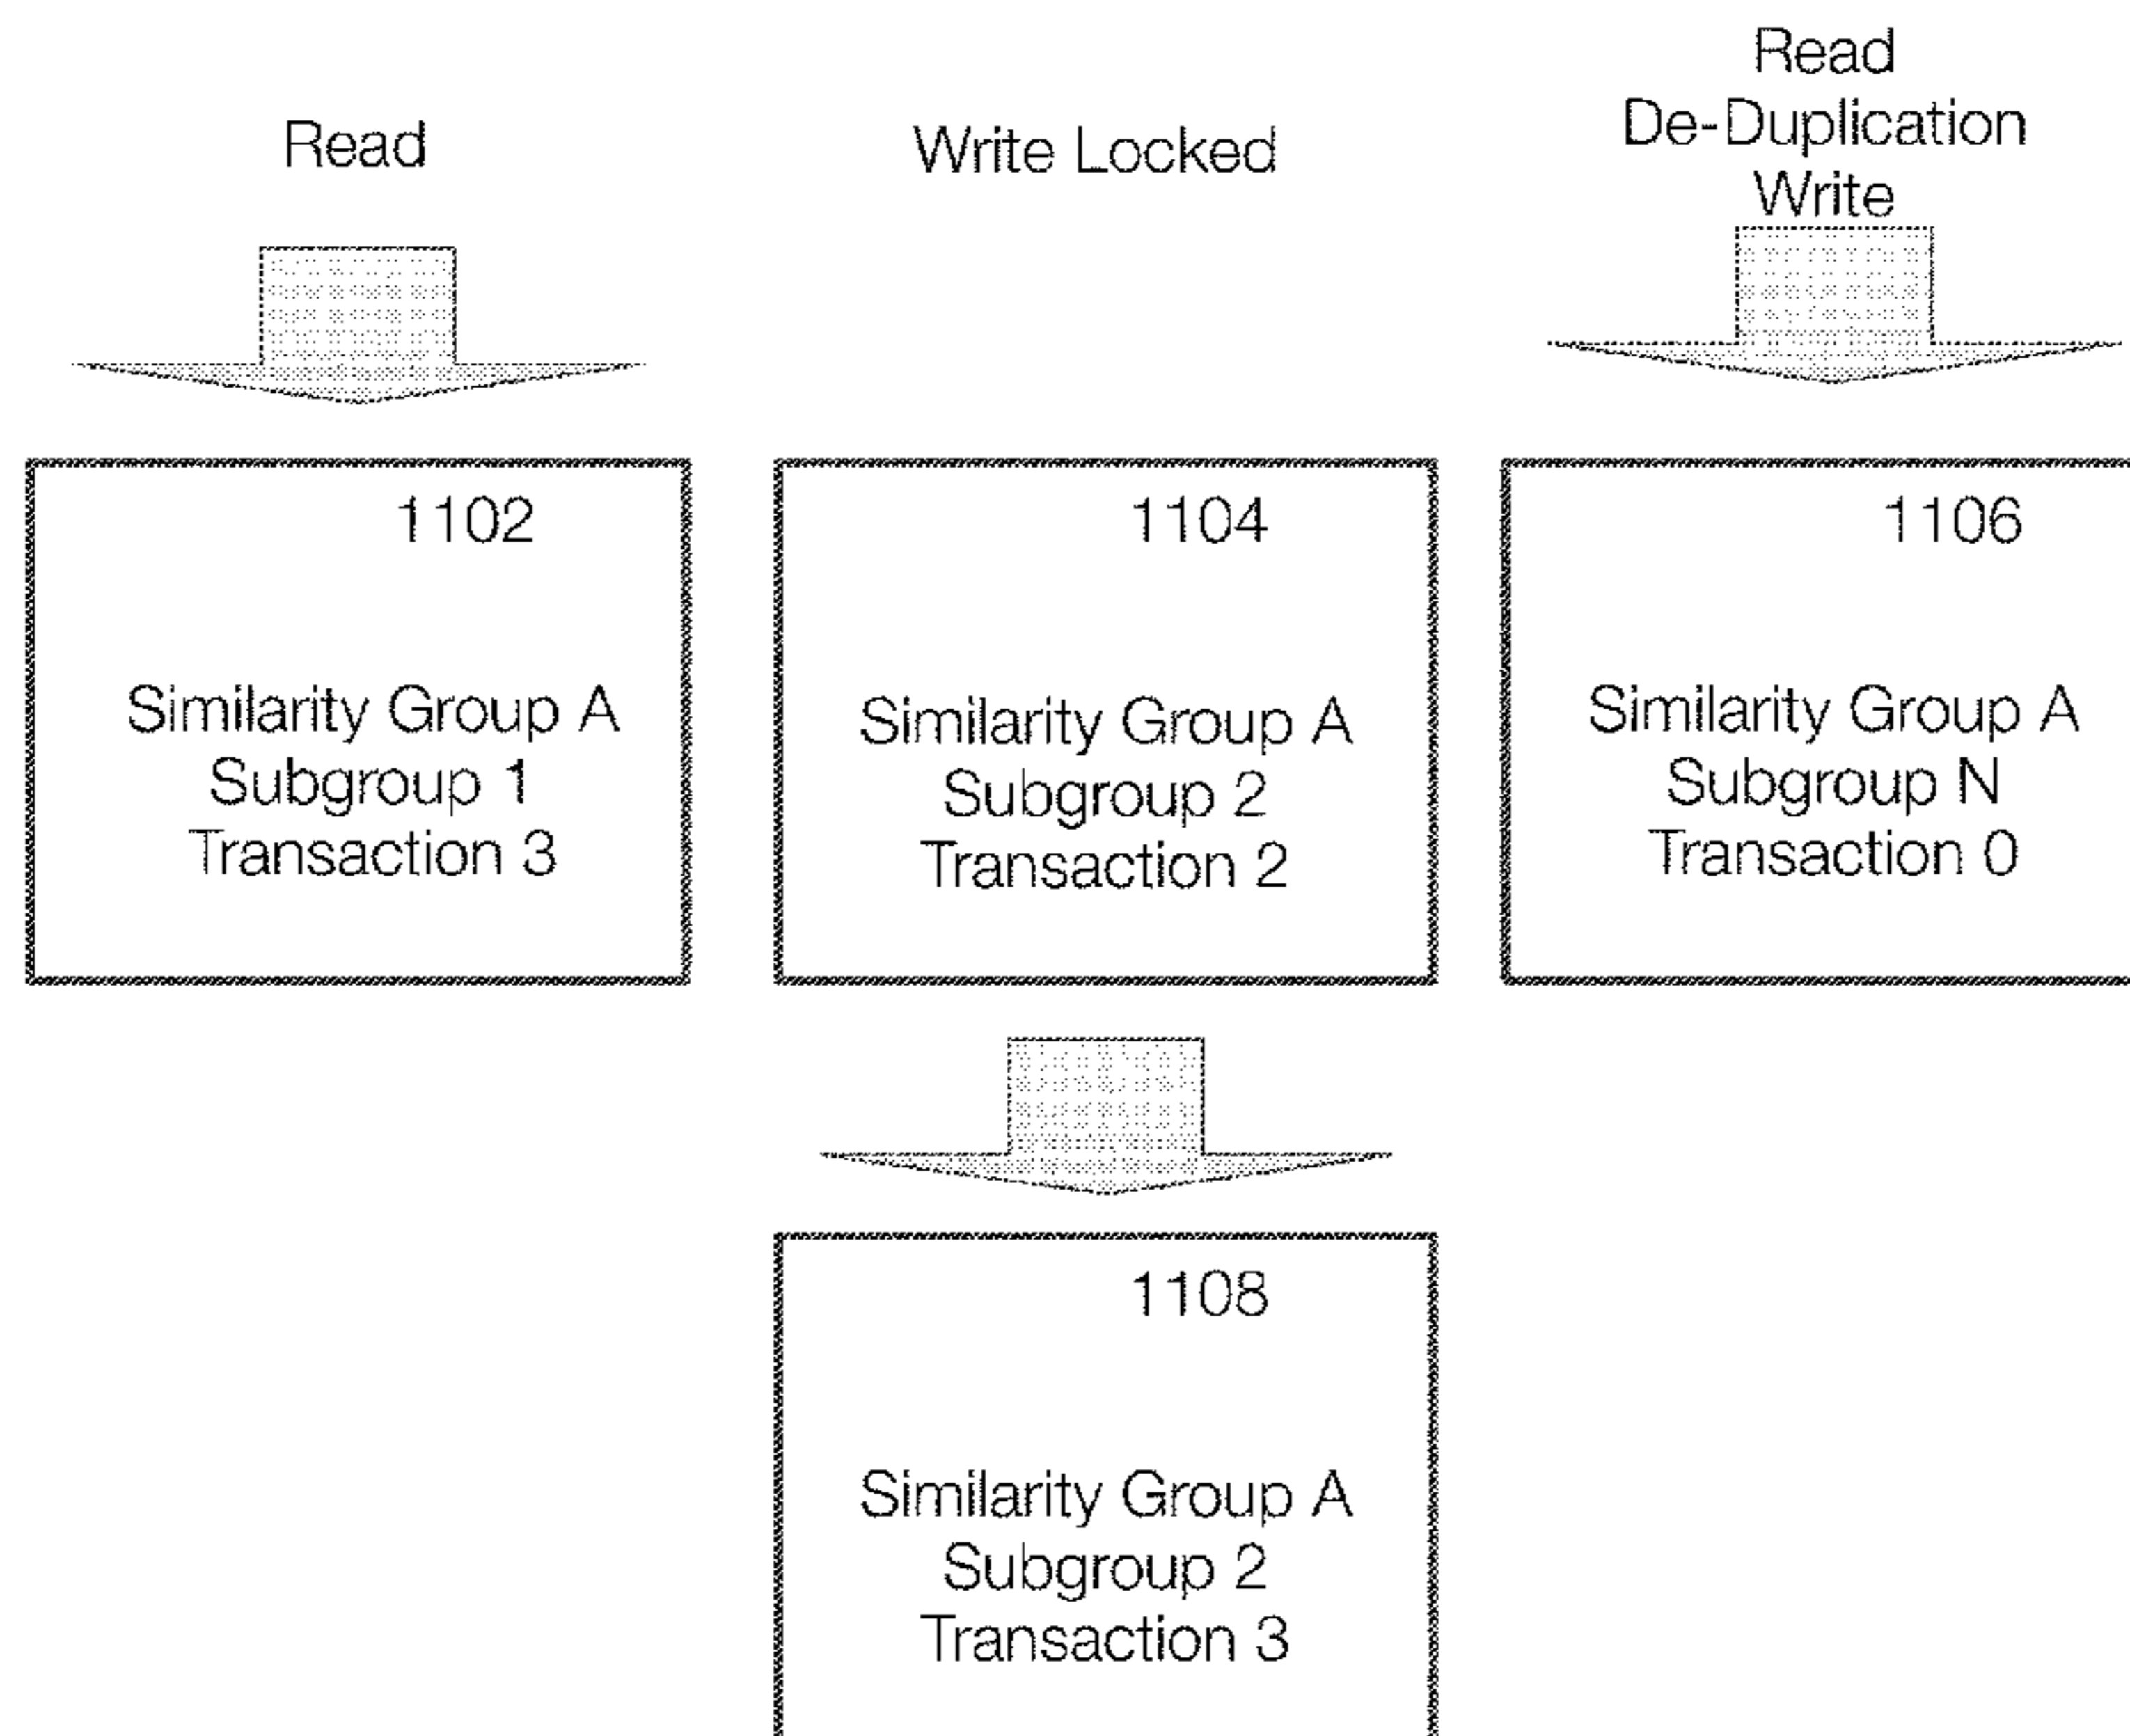 Read
Write Locked
Read
De-Duplication
Write
1102
Similarity Group A
Subgroup 1
Transaction 3
1104
Similarity Group A
Subgroup 2
Transaction 2
1106
Similarity Group A
Subgroup N
Transaction 0
1108
Similarity Group A
Subgroup 2
Transaction 3